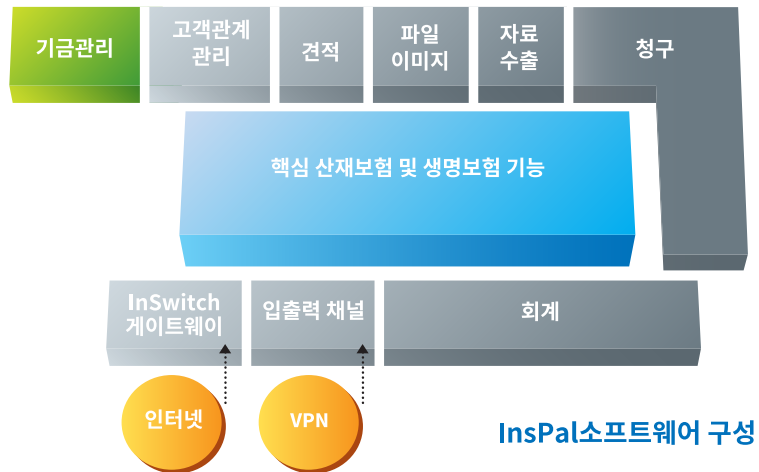 기금관리
고객관계
관리
견적
파일
이미지
자료
수출
청구
핵심 산재보험 및 생명보험 기능
InSwitch
게이트웨이
입출력 채널
회계
인터넷
VPN
InsPal소프트웨어 구성